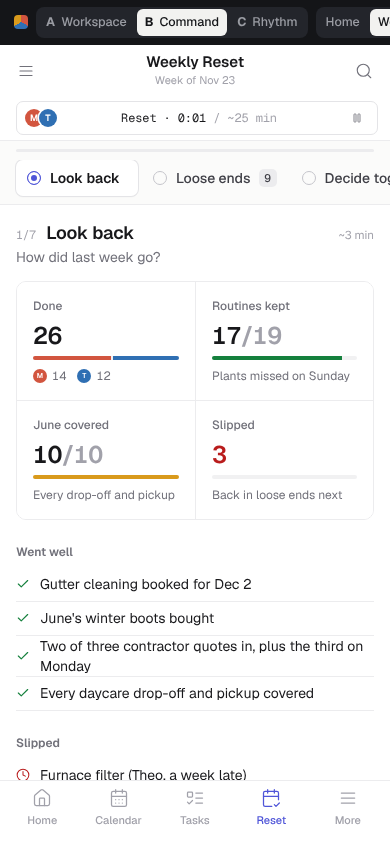 A Workspace B Command C Rhythm Home
Weekly Reset
Week of Nov 23
M T Reset · 0:01 / ~25 min
Look back Loose ends 9 Decide tog
1/7 Look back ~3 min
How did last week go?
Done
26
M 14 T 12
Routines kept
17/19
Plants missed on Sunday
June covered
10/10
Every drop-off and pickup
Slipped
3
Back in loose ends next
Went well
Gutter cleaning booked for Dec 2
June's winter boots bought
Two of three contractor quotes in, plus the third on
Monday
Every daycare drop-off and pickup covered
Slipped
Furnace filter (Theo, a week late)
Home Calendar Tasks Reset More